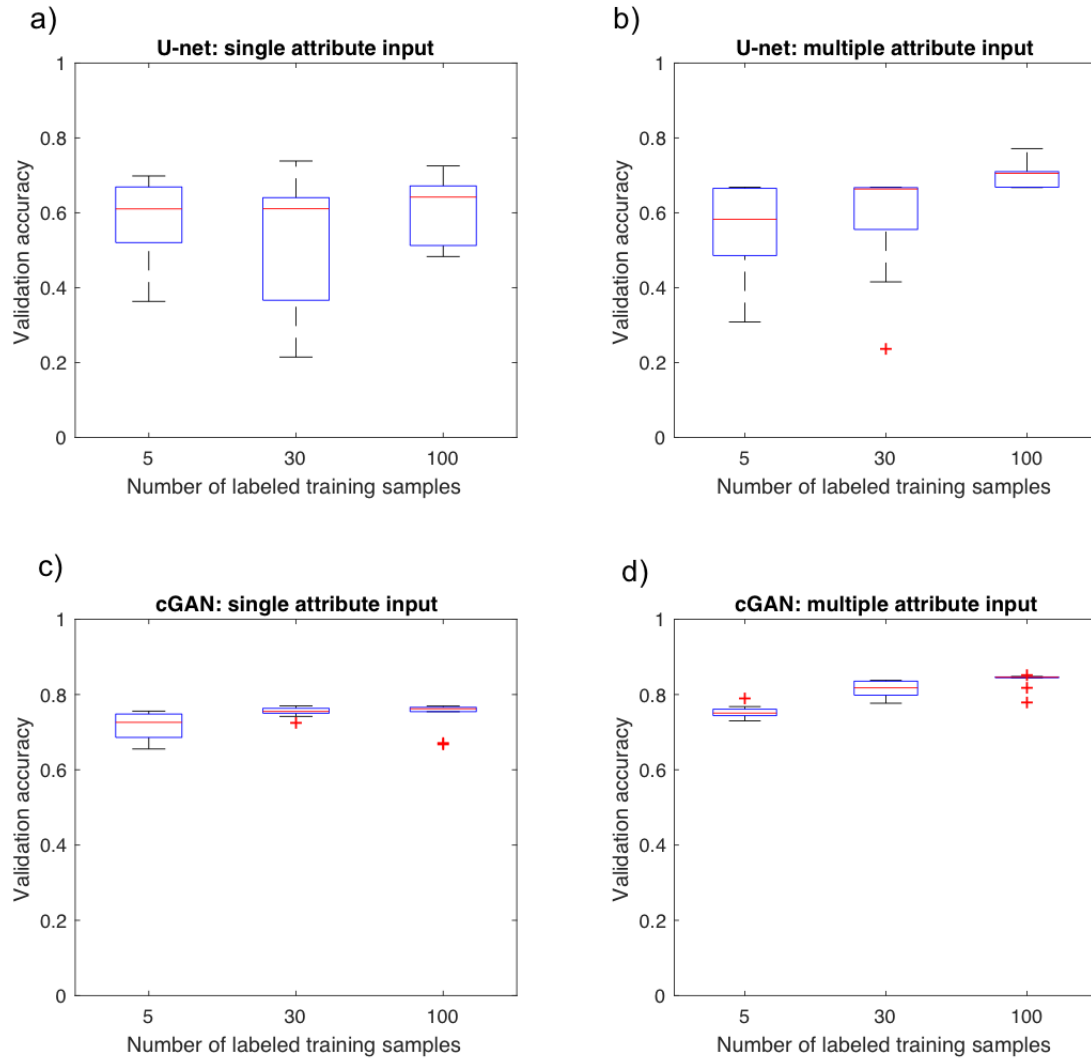 a)
U-net: single attribute input
1
0.8
0.6
0.4
0.2
0
Validation accuracy
5 30 100
Number of labeled training samples
b)
U-net: multiple attribute input
1
0.8
0.6
0.4
0.2
0
Validation accuracy
5 30 100
Number of labeled training samples
c)
cGAN: single attribute input
1
0.8
0.6
0.4
0.2
0
Validation accuracy
5 30 100
Number of labeled training samples
d)
cGAN: multiple attribute input
1
0.8
0.6
0.4
0.2
0
Validation accuracy
5 30 100
Number of labeled training samples